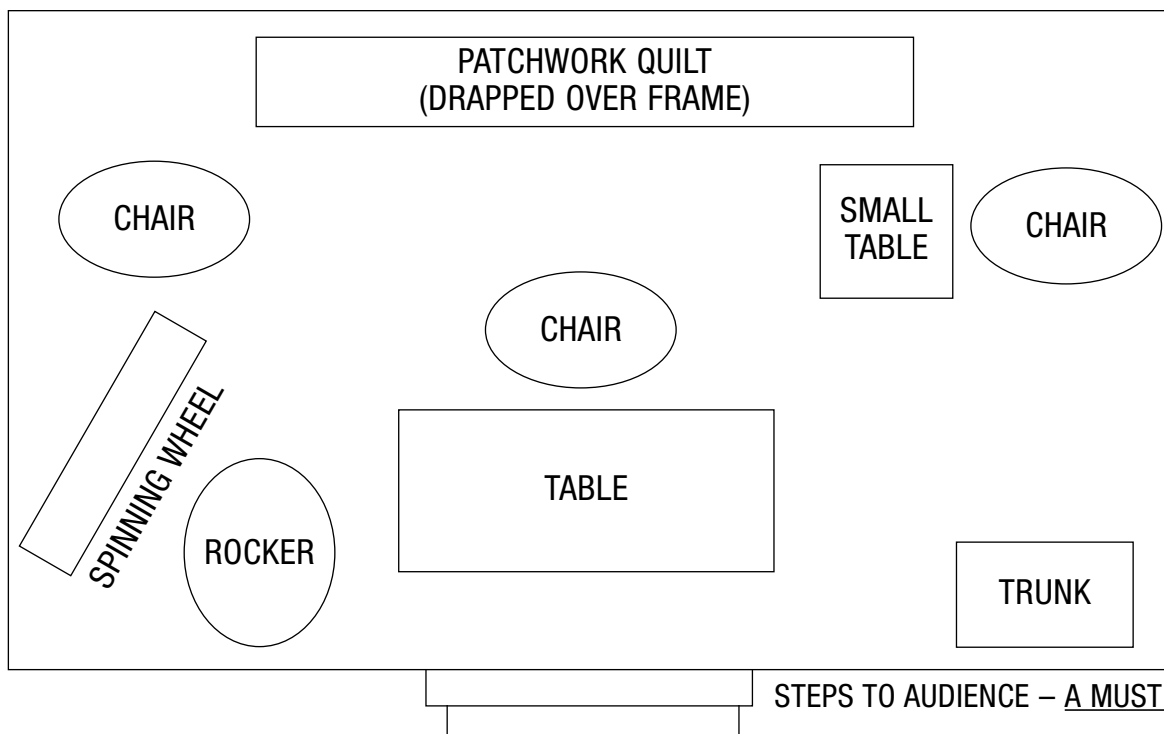 PATCHWORK QUILT
(DRAPPED OVER FRAME)
CHAIR
SMALL
TABLE
CHAIR
CHAIR
SPINNING WHEEL
TABLE
ROCKER
TRUNK
STEPS TO AUDIENCE – A MUST